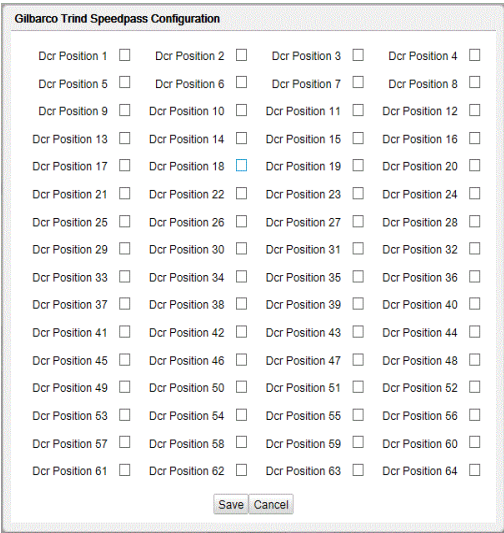 Gilbarco Trind Speedpass Configuration
Dcr Position 1 Dcr Position 2 Dcr Position 3 Dcr Position 4
Dcr Position 5 Dcr Position 6 Dcr Position 7 Dcr Position 8
Dcr Position 9 Dcr Position 10 Dcr Position 11 Dcr Position 12
Dcr Position 13 Dcr Position 14 Dcr Position 15 Dcr Position 16
Dcr Position 17 Dcr Position 18 Dcr Position 19 Dcr Position 20
Dcr Position 21 Dcr Position 22 Dcr Position 23 Dcr Position 24
Dcr Position 25 Dcr Position 26 Dcr Position 27 Dcr Position 28
Dcr Position 29 Dcr Position 30 Dcr Position 31 Dcr Position 32
Dcr Position 33 Dcr Position 34 Dcr Position 35 Dcr Position 36
Dcr Position 37 Dcr Position 38 Dcr Position 39 Dcr Position 40
Dcr Position 41 Dcr Position 42 Dcr Position 43 Dcr Position 44
Dcr Position 45 Dcr Position 46 Dcr Position 47 Dcr Position 48
Dcr Position 49 Dcr Position 50 Dcr Position 51 Dcr Position 52
Dcr Position 53 Dcr Position 54 Dcr Position 55 Dcr Position 56
Dcr Position 57 Dcr Position 58 Dcr Position 59 Dcr Position 60
Dcr Position 61 Dcr Position 62 Dcr Position 63 Dcr Position 64
Save Cancel